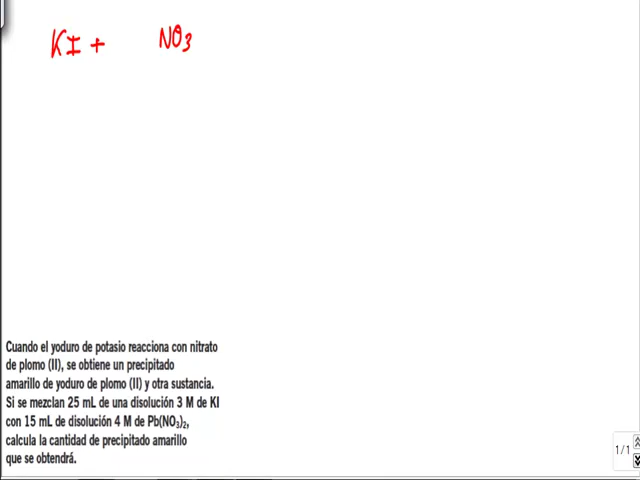 KI + NO3
Cuando el yoduro de potasio reacciona con nitrato
de plomo (II), se obtiene un precipitado
amarillo de yoduro de plomo (II) y otra sustancia.
Si se mezclan 25 mL de una disolución 3 M de KI
con 15 mL de disolución 4 M de Pb(NO₃)₂,
calcula la cantidad de precipitado amarillo
que se obtendrá.
1/1